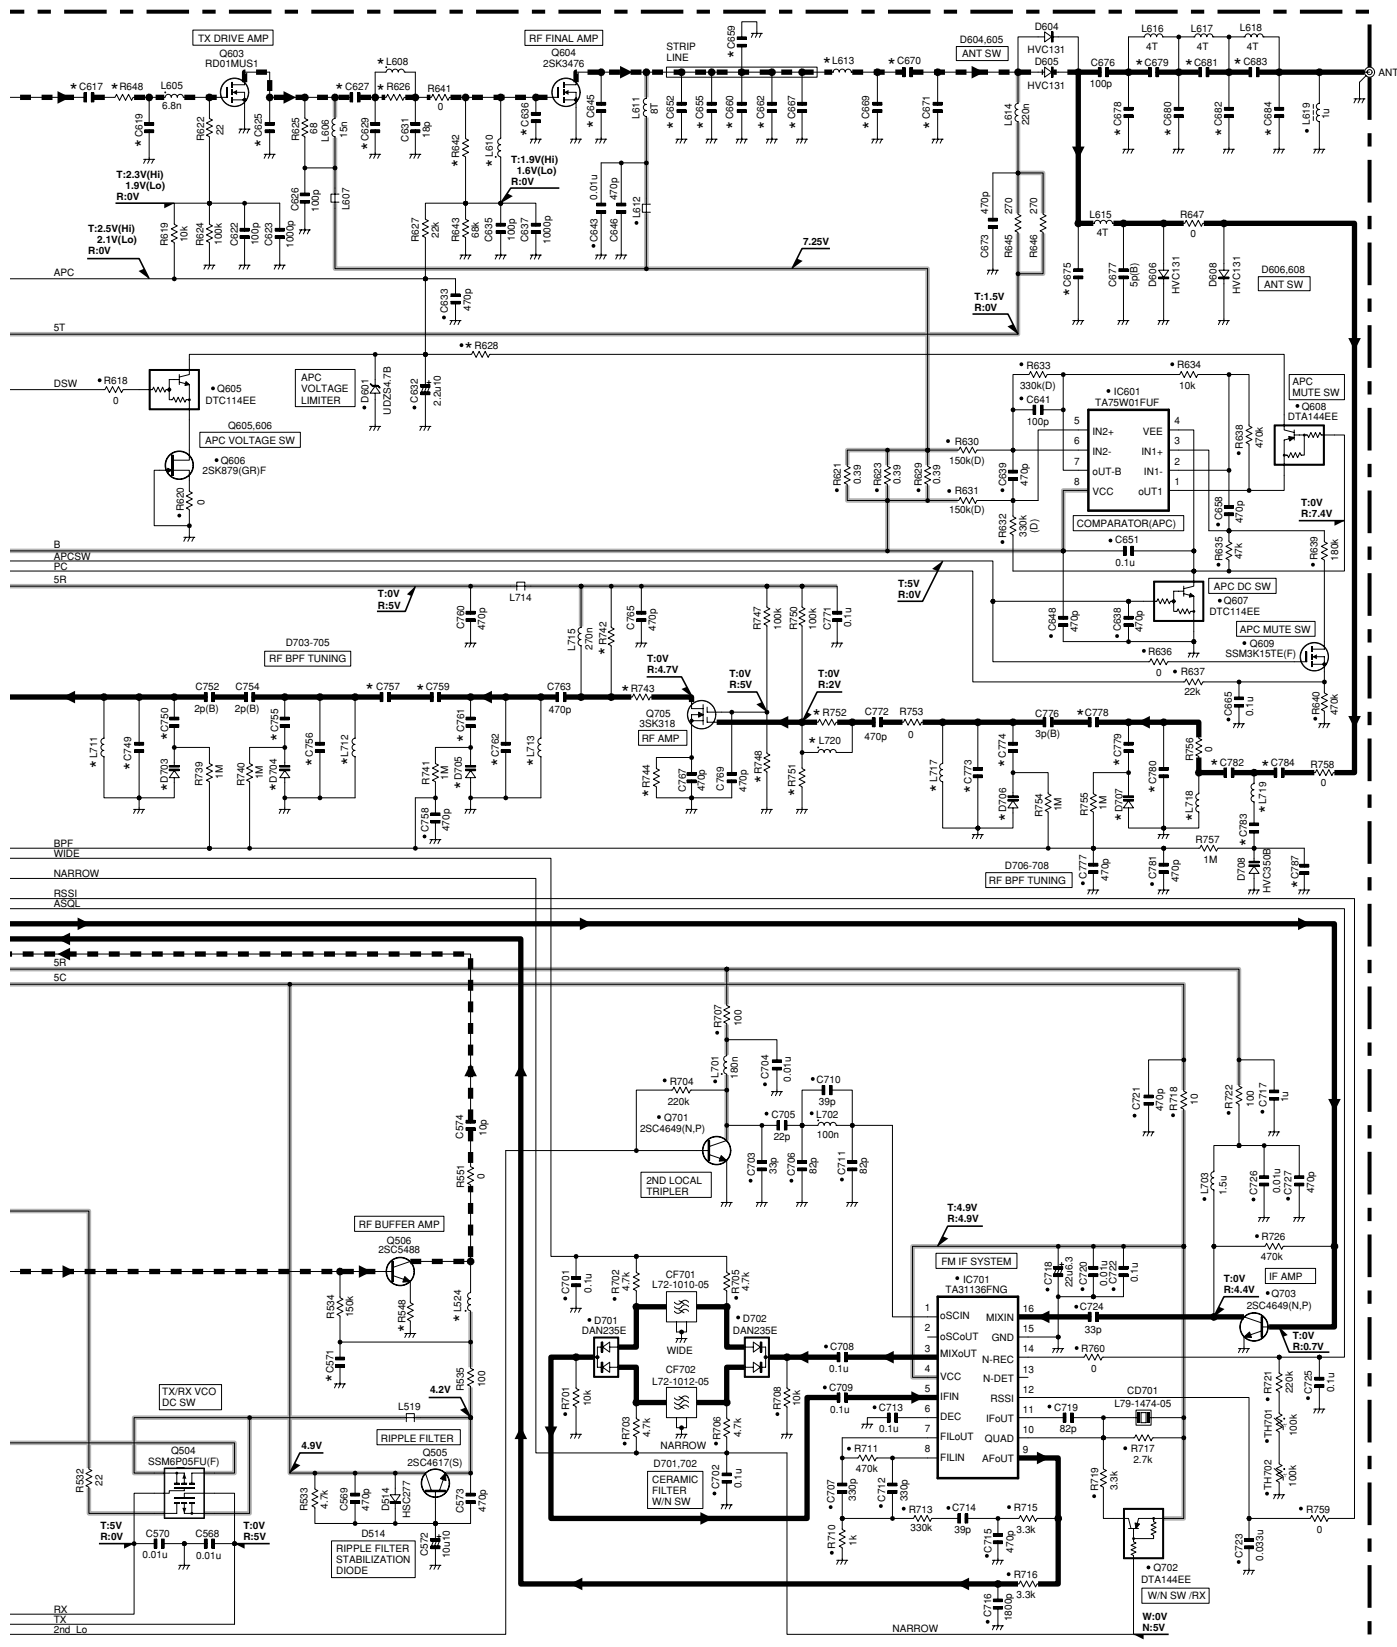 TX DRIVE AMP
Q603
RD01MUS1
* C617
* R648
L605
6.8n
* C619
R622
22
* C625
R625
68
L606
15n
* C627
* L608
* R626
* C629
C631
18p
R641
0
RF FINAL AMP
Q604
2SK3476
* C636
* R642
* L610
* C645
STRIP
LINE
* C659
L611
8T
* C652
* C655
* C660
* C662
* C667
* L613
* C670
* C669
* C671
D604,605
ANT SW
D604
HVC131
D605
HVC131
L614
220n
C676
100p
L616
4T
* C679
L617
4T
* C681
L618
4T
* C683
* C678
* C680
* C682
* C684
• L619
1u
ANT
T:2.3V(Hi)
1.9V(Lo)
R:0V
T:2.5V(Hi)
2.1V(Lo)
R:0V
T:1.9V(Hi)
1.6V(Lo)
R:0V
R619
10k
R624
100k
C622
100p
C623
1000p
C626
100p
L607
R627
22k
R643
68k
C635
100p
C637
1000p
• C643
0.01u
C646
470p
• L612
7.25V
C673
470p
R645
270
R646
270
L615
4T
R647
0
* C675
C677
5p(B)
D606
HVC131
D608
HVC131
D606,608
ANT SW
APC
• C633
470p
T:1.5V
R:0V
5T
•* R628
DSW
• R618
0
• Q605
DTC114EE
Q605,606
APC VOLTAGE SW
• Q606
2SK879(GR)F
• R620
0
APC
VOLTAGE
LIMITER
• D601
UDZS4.7B
• C632
2.2u10
• R633
330k(D)
• C641
100p
• R634
10k
• IC601
TA75W01FUF
5
IN2+
6
IN2-
7
oUT-B
8
VCC
4
VEE
3
IN1+
2
IN1-
1
oUT1
COMPARATOR(APC)
APC
MUTE SW
• Q608
DTA144EE
• R638
470k
• R621
0.39
• R623
0.39
• R629
0.39
• R630
150k(D)
• R631
150k(D)
C639
470p
• R632
330k
(D)
• C658
470p
• R635
47k
• R639
180k
T:0V
R:7.4V
• C651
0.1u
B
APCSW
PC
5R
T:0V
R:5V
L714
C760
470p
L715
270n
* R742
C765
470p
R747
100k
R750
100k
C771
0.1u
T:5V
R:0V
APC DC SW
• Q607
DTC114EE
• C648
470p
• C638
470p
APC MUTE SW
• Q609
SSM3K15TE(F)
• R636
0
• R637
22k
• C665
0.1u
• R640
470k
D703-705
RF BPF TUNING
C752
2p(B)
C754
2p(B)
* C757
* C759
C763
470p
* R743
T:0V
R:4.7V
T:0V
R:5V
T:0V
R:2V
Q705
3SK318
RF AMP
* R752
* L720
C772
470p
R753
0
C776
3p(B)
* C778
* L711
* C749
* C750
* D703
R739
1M
R740
1M
* C755
* D704
* C756
* L712
R741
1M
• C758
470p
* C761
* D705
* C762
* L713
* R744
C767
470p
C769
470p
* R748
* R751
* L717
* C773
* C774
* D706
R754
1M
R755
1M
* C779
* D707
* C780
* L718
R756
0
* C782
* C784
* L719
* C783
R758
0
BPF
WIDE
NARROW
RSSI
ASQL
D706-708
RF BPF TUNING
• C777
470p
• C781
470p
R757
1M
D708
HVC350B
* C787
5R
5C
• R707
100
• L701
180n
• C704
0.01u
• R704
220k
• Q701
2SC4649(N,P)
• C705
22p
• C710
39p
• L702
100n
• C703
33p
• C706
82p
• C711
82p
2ND LOCAL
TRIPLER
C574
10p
R551
0
RF BUFFER AMP
Q506
2SC5488
R534
150k
* R548
* L524
* C571
R535
100
• C721
470p
• R718
10
• R722
100
• C717
1u
• L703
1.5u
• C726
0.01u
• C727
470p
• R726
470k
T:4.9V
R:4.9V
FM IF SYSTEM
• IC701
TA31136FNG
• C718
22u6.3
• C720
0.01u
• C722
0.1u
T:0V
R:4.4V
IF AMP
• Q703
2SC4649(N,P)
T:0V
R:0.7V
• C701
0.1u
• R702
4.7k
CF701
L72-1010-05
WIDE
• R705
4.7k
• D701
DAN235E
• D702
DAN235E
CF702
L72-1012-05
NARROW
• R701
10k
• R703
4.7k
• R706
4.7k
• R708
10k
• C708
0.1u
• C709
0.1u
• C702
0.1u
D701,702
CERAMIC
FILTER
W/N SW
1
oSCIN
2
oSCoUT
3
MIXoUT
4
VCC
5
IFIN
6
DEC
7
FILoUT
8
FILIN
16
MIXIN
15
GND
14
N-REC
13
N-DET
12
RSSI
11
IFoUT
10
QUAD
9
AFoUT
• C713
0.1u
• C724
33p
• R760
0
• C719
82p
CD701
L79-1474-05
• R717
2.7k
• R719
3.3k
• R721
220k
• C725
0.1u
• TH701
100k
• TH702
100k
• R759
0
• C723
0.033u
• R711
470k
• C707
330p
• C712
330p
• R710
1k
• R713
330k
• C714
39p
• C715
470p
• R715
3.3k
• R716
3.3k
• C716
1800p
• Q702
DTA144EE
W/N SW /RX
W:0V
N:5V
NARROW
TX/RX VCO
DC SW
Q504
SSM6P05FU(F)
R532
22
T:5V
R:0V
C570
0.01u
C568
0.01u
T:0V
R:5V
4.9V
L519
4.2V
RIPPLE FILTER
Q505
2SC4617(S)
R533
4.7k
C569
470p
D514
HSC277
C572
10u10
C573
470p
D514
RIPPLE FILTER
STABILIZATION
DIODE
RX
TX
2nd Lo